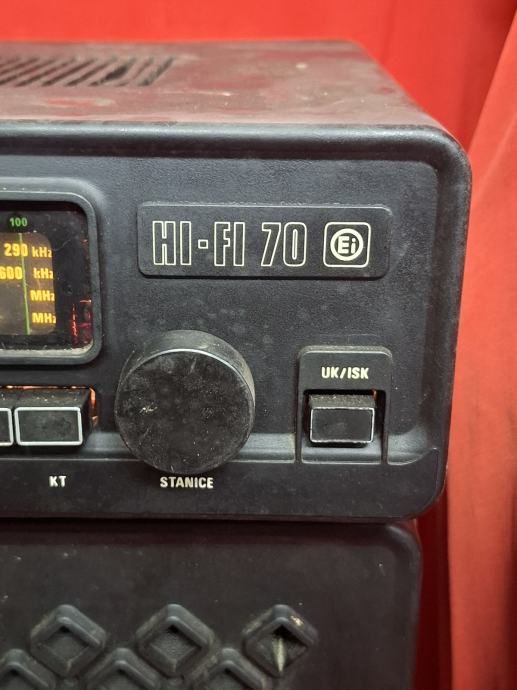 100
290 kHz
600 kHz
MHz
MHz
HI-FI 70 Ei
UK/ISK
KT
STANICE